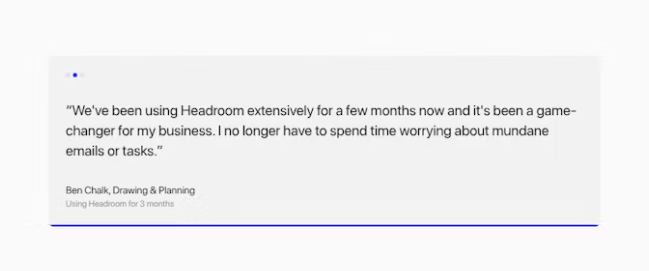 “We've been using Headroom extensively for a few months now and it's been a game-
changer for my business. I no longer have to spend time worrying about mundane
emails or tasks.”
Ben Chalk, Drawing & Planning
Using Headroom for 3 months